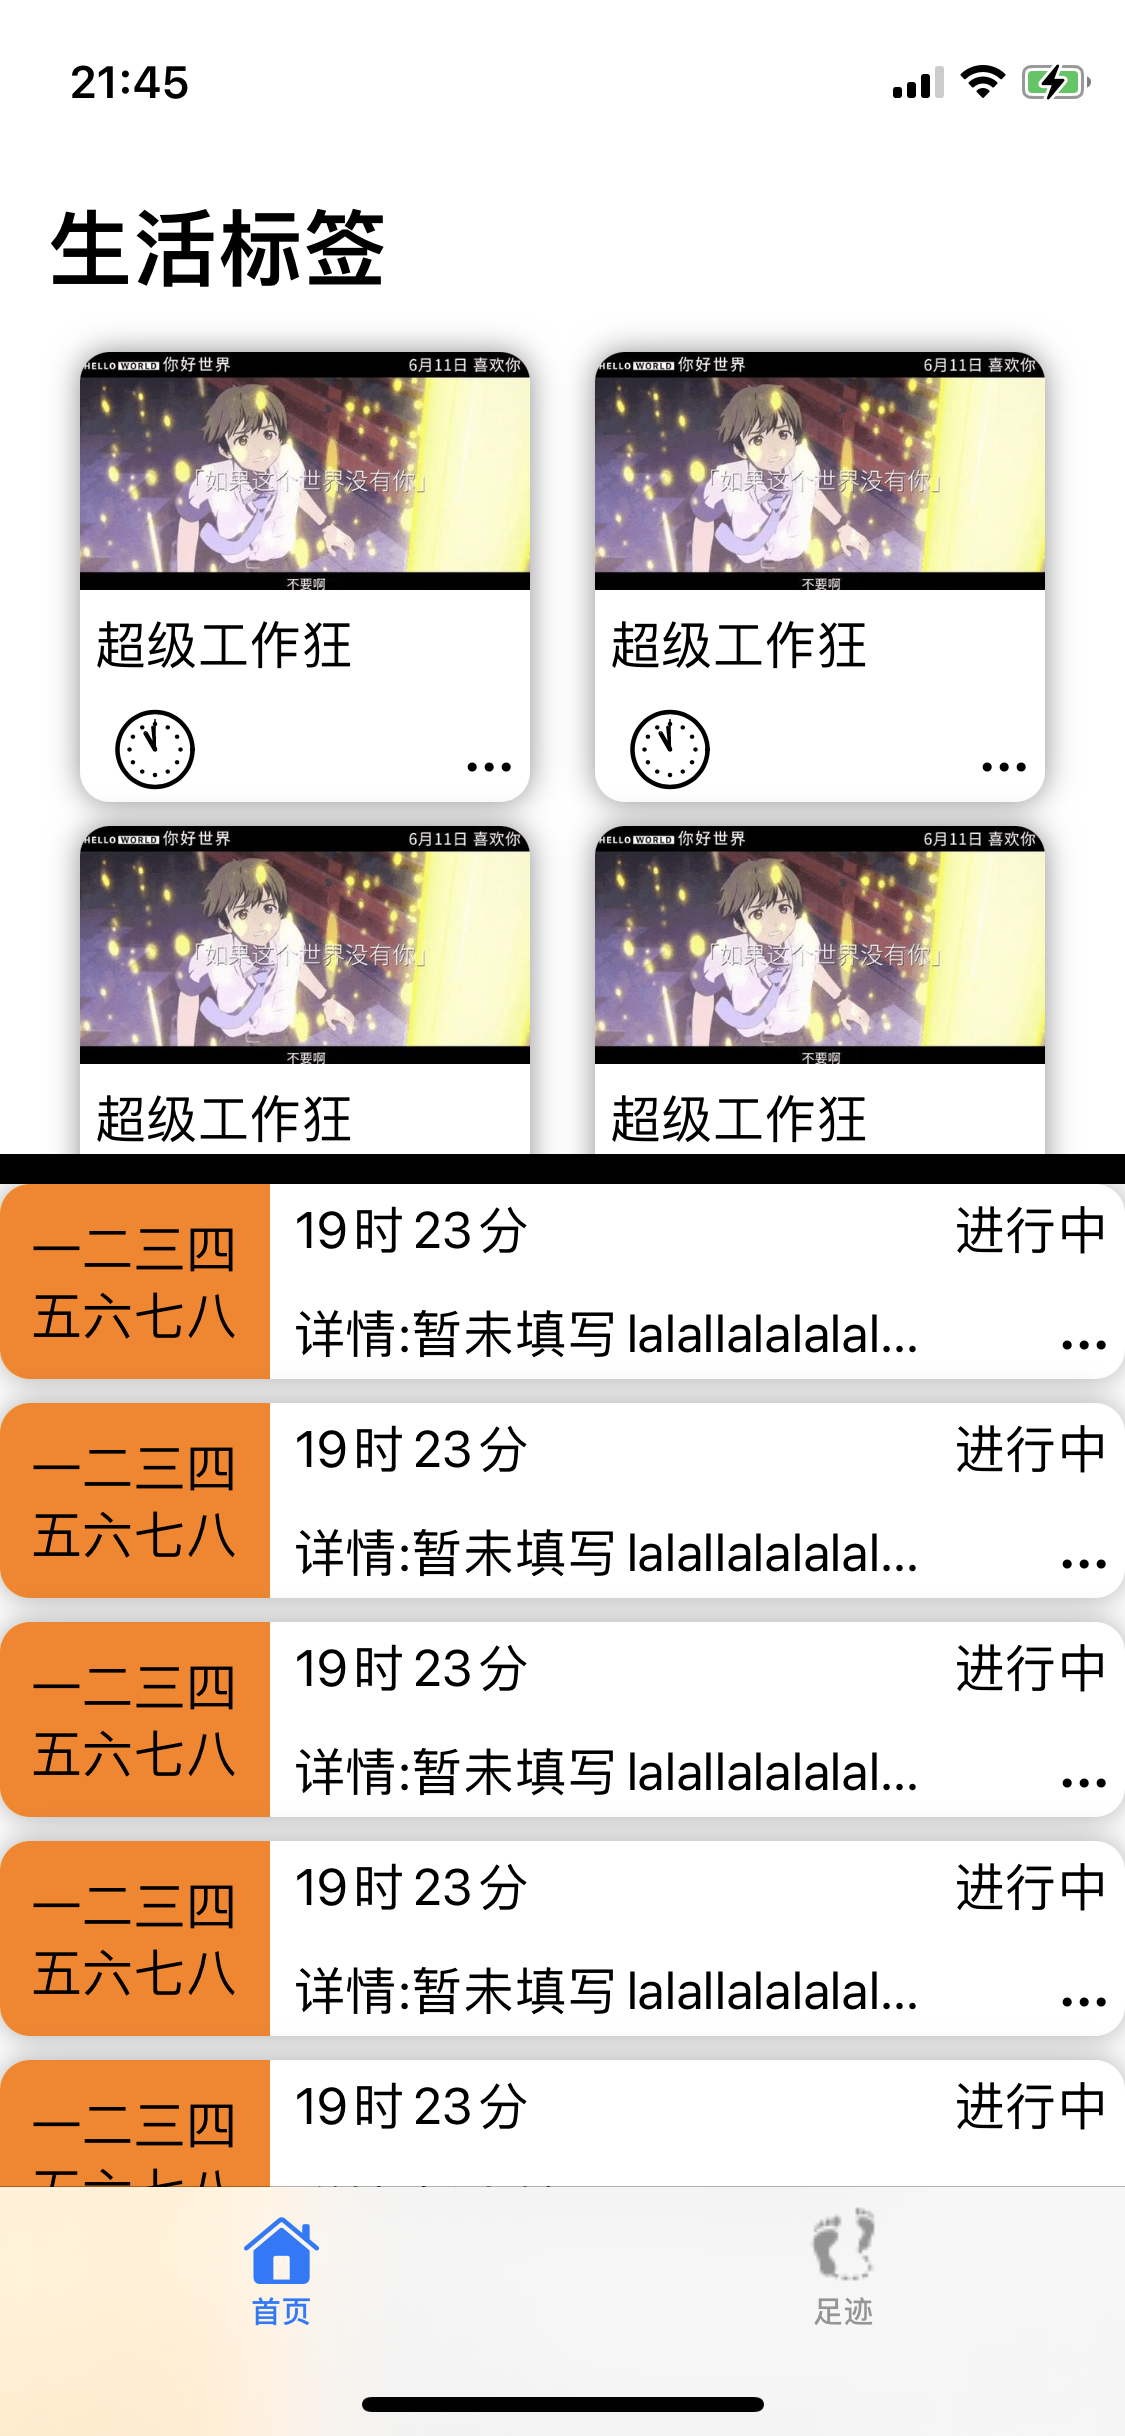 21:45
生活标签
HELLO WORLD 你好世界 6月11日 喜欢你
「如果这个世界没有你」
不要啊
超级工作狂
HELLO WORLD 你好世界 6月11日 喜欢你
「如果这个世界没有你」
不要啊
超级工作狂
HELLO WORLD 你好世界 6月11日 喜欢你
「如果这个世界没有你」
不要啊
超级工作狂
HELLO WORLD 你好世界 6月11日 喜欢你
「如果这个世界没有你」
不要啊
超级工作狂
一二三四
五六七八
19时23分 进行中
详情:暂未填写 lalallalalalal...
一二三四
五六七八
19时23分 进行中
详情:暂未填写 lalallalalalal...
一二三四
五六七八
19时23分 进行中
详情:暂未填写 lalallalalalal...
一二三四
五六七八
19时23分 进行中
详情:暂未填写 lalallalalalal...
一二三四
19时23分 进行中
首页
足迹